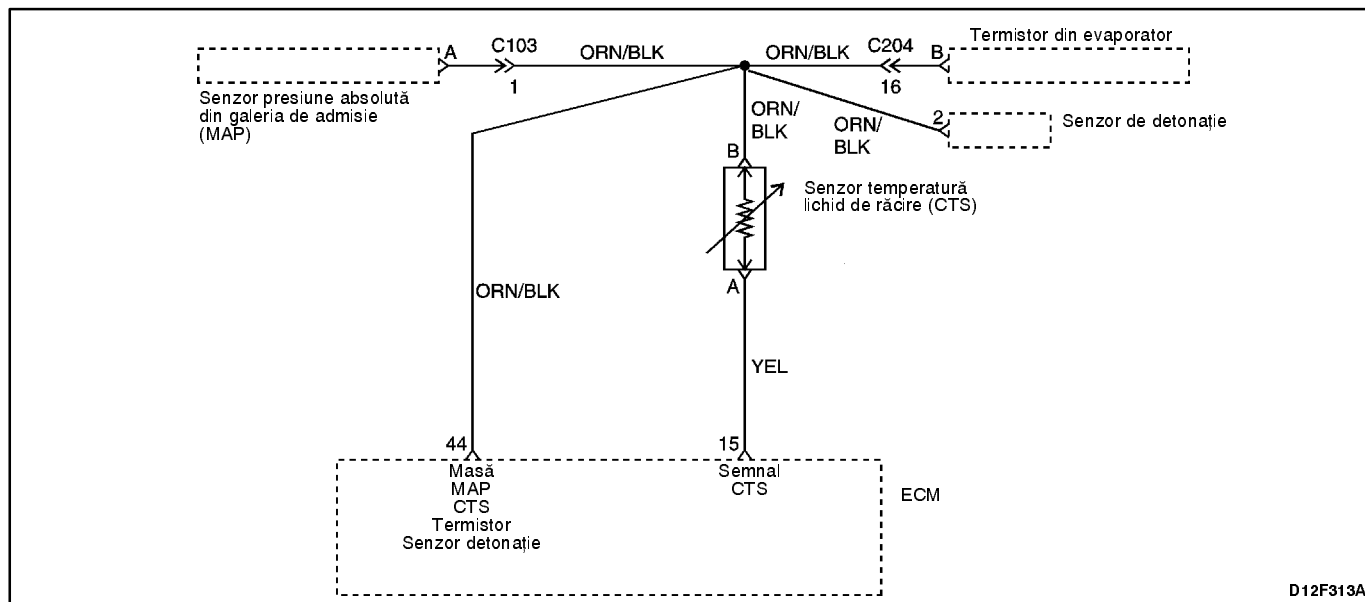 A
C103
ORN/BLK
ORN/BLK
C204
B
Termistor din evaporator
1
16
Senzor presiune absolută
din galeria de admisie
(MAP)
ORN/
BLK
ORN/
BLK
2
Senzor de detonație
B
Senzor temperatură
lichid de răcire (CTS)
A
ORN/BLK
YEL
44
15
Masă
MAP
CTS
Termistor
Senzor detonație
Semnal
CTS
ECM
D12F313A